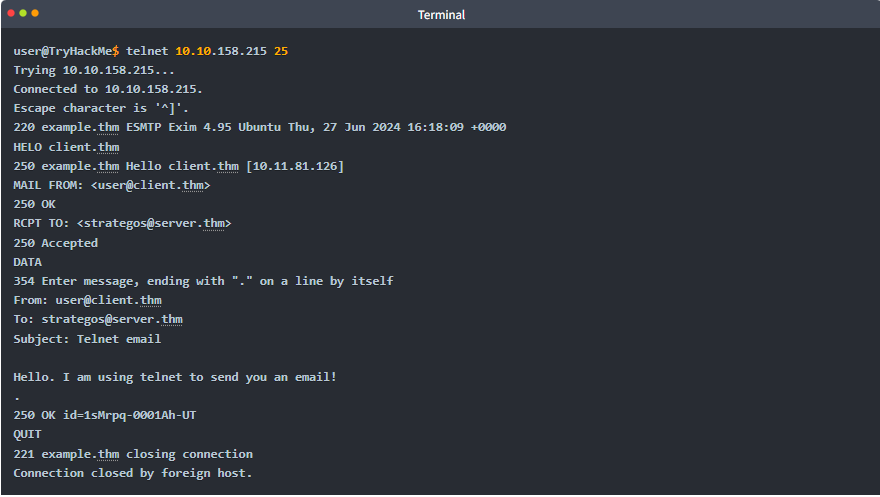 Terminal
user@TryHackMe$ telnet 10.10.158.215 25
Trying 10.10.158.215...
Connected to 10.10.158.215.
Escape character is '^]'.
220 example.thm ESMTP Exim 4.95 Ubuntu Thu, 27 Jun 2024 16:18:09 +0000
HELO client.thm
250 example.thm Hello client.thm [10.11.81.126]
MAIL FROM: <user@client.thm>
250 OK
RCPT TO: <strategos@server.thm>
250 Accepted
DATA
354 Enter message, ending with "." on a line by itself
From: user@client.thm
To: strategos@server.thm
Subject: Telnet email

Hello. I am using telnet to send you an email!
.
250 OK id=1sMrpq-0001Ah-UT
QUIT
221 example.thm closing connection
Connection closed by foreign host.